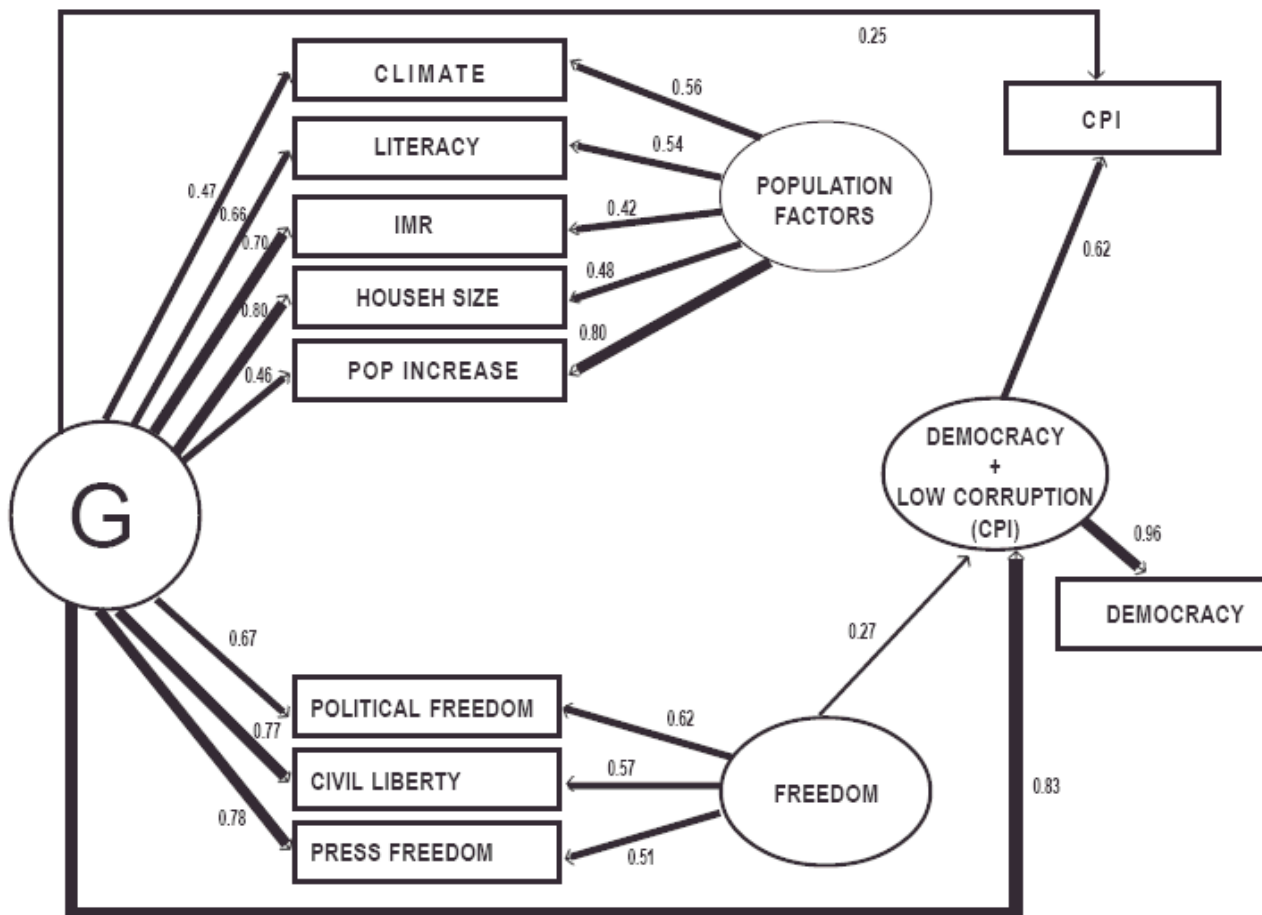 0.25
CLIMATE
0.56
CPI
LITERACY
0.54
POPULATION
FACTORS
0.47
0.66
IMR
0.42
0.70
0.62
HOUSEH SIZE
0.48
0.80
0.80
POP INCREASE
0.46
G
DEMOCRACY
+
LOW CORRUPTION
(CPI)
0.96
DEMOCRACY
0.67
0.27
POLITICAL FREEDOM
0.62
0.77
CIVIL LIBERTY
0.57
FREEDOM
0.83
0.78
PRESS FREEDOM
0.51